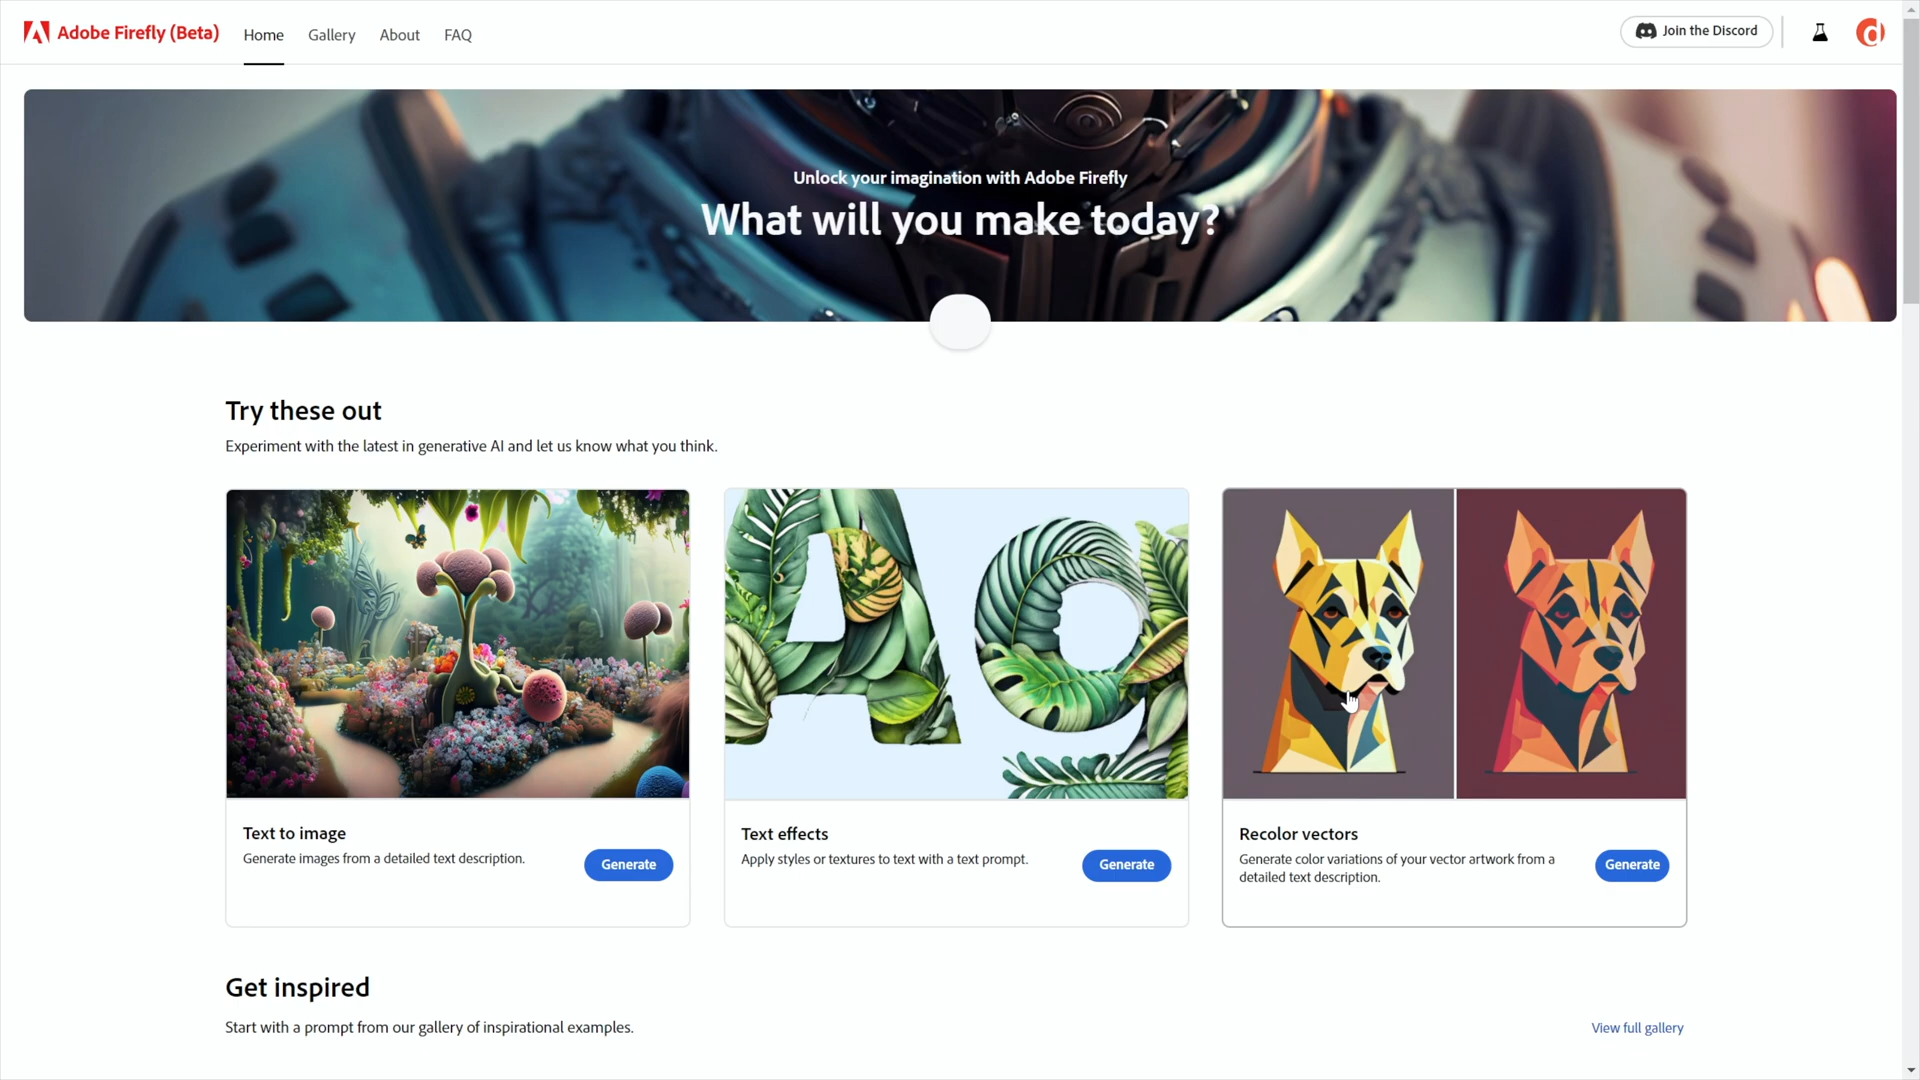 Adobe Firefly (Beta)
Home
Gallery
About
FAQ
Join the Discord
Unlock your imagination with Adobe Firefly
What will you make today?
Try these out
Experiment with the latest in generative AI and let us know what you think.
Ag
Text to image
Generate images from a detailed text description.
Generate
Text effects
Apply styles or textures to text with a text prompt.
Generate
Recolor vectors
Generate color variations of your vector artwork from a
detailed text description.
Generate
Get inspired
Start with a prompt from our gallery of inspirational examples.
View full gallery